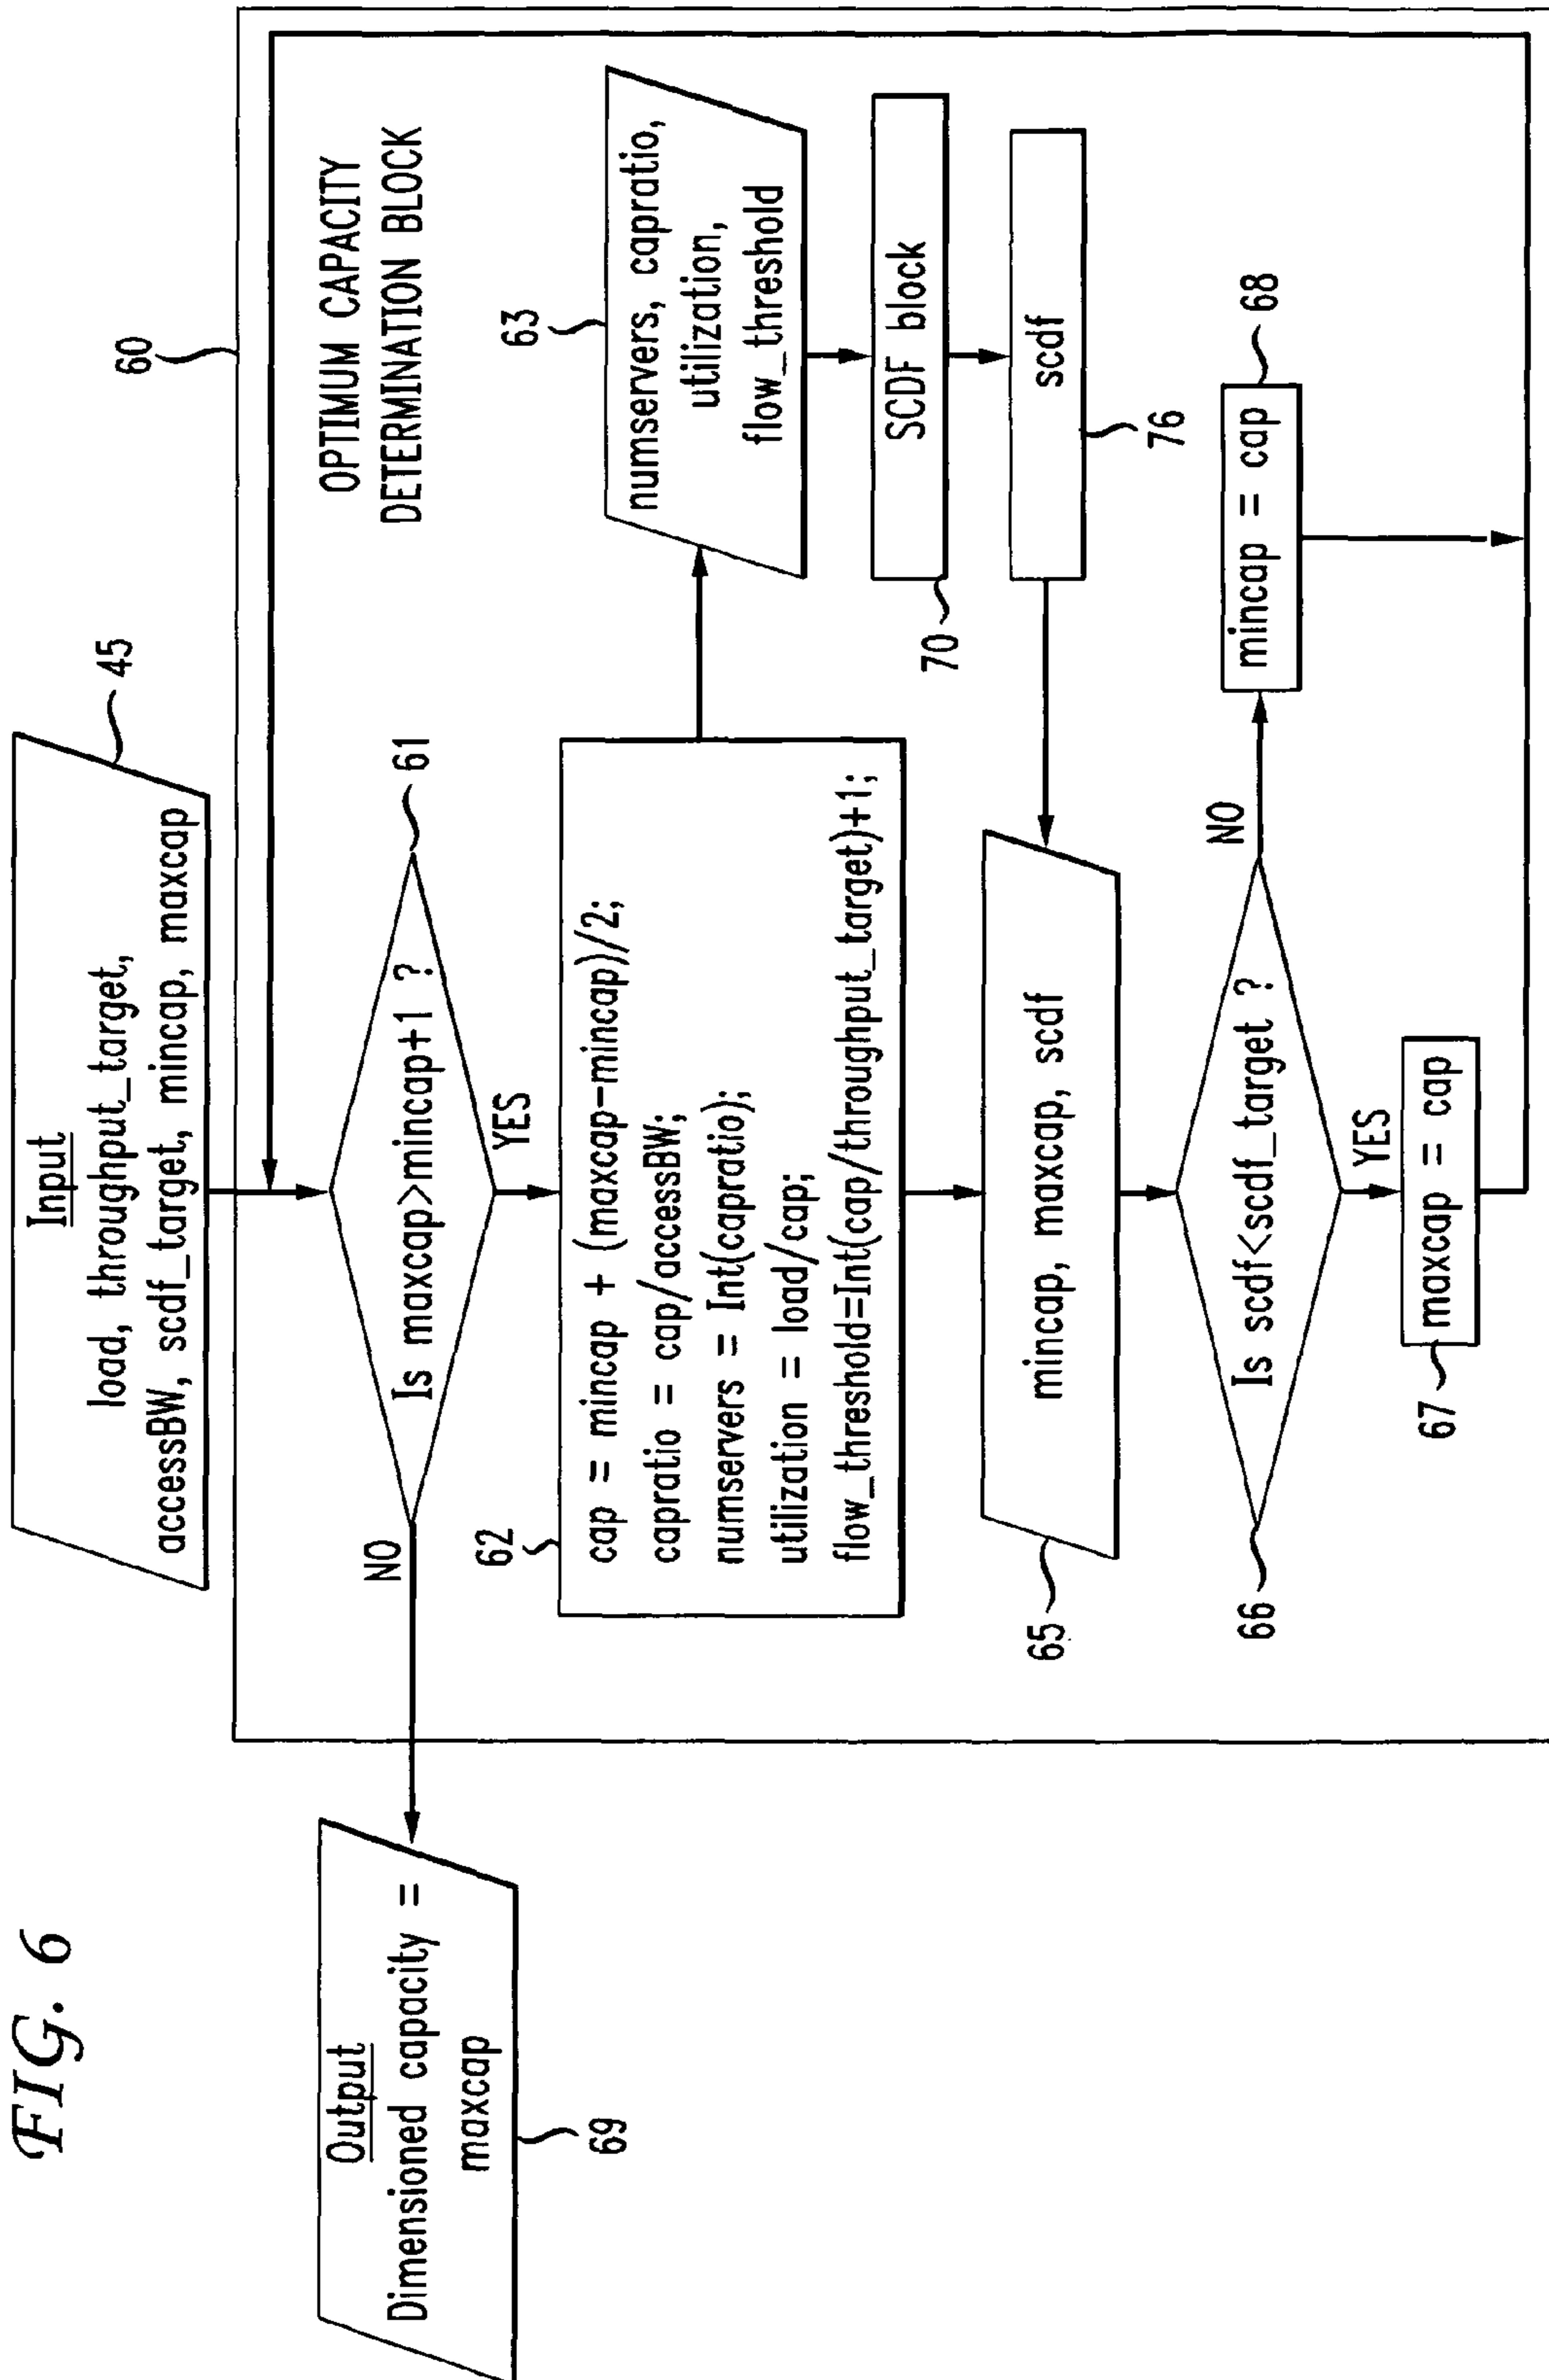 FIG. 6
Input
load, throughput_target,
accessBW, scdf_target, mincap, maxcap
45
60
OPTIMUM CAPACITY
DETERMINATION BLOCK
Is maxcap>mincap+1 ?
61
NO
YES
Output
Dimensioned capacity =
maxcap
69
62
cap = mincap + (maxcap-mincap)/2;
capratio = cap/accessBW;
numservers = Int(capratio);
utilization = load/cap;
flow_threshold=Int(cap/throughput_target)+1;
63
numservers, capratio,
utilization,
flow_threshold
SCDF block
70
scdf
76
mincap, maxcap, scdf
65
Is scdf<scdf_target ?
66
NO
mincap = cap
68
YES
maxcap = cap
67